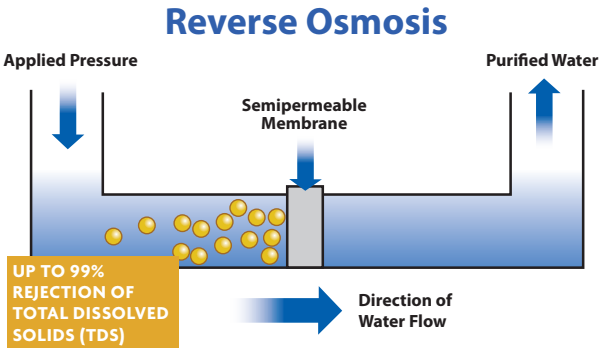 Reverse Osmosis
Applied Pressure
Purified Water
Semipermeable
Membrane
UP TO 99%
REJECTION OF
TOTAL DISSOLVED
SOLIDS (TDS)
Direction of
Water Flow